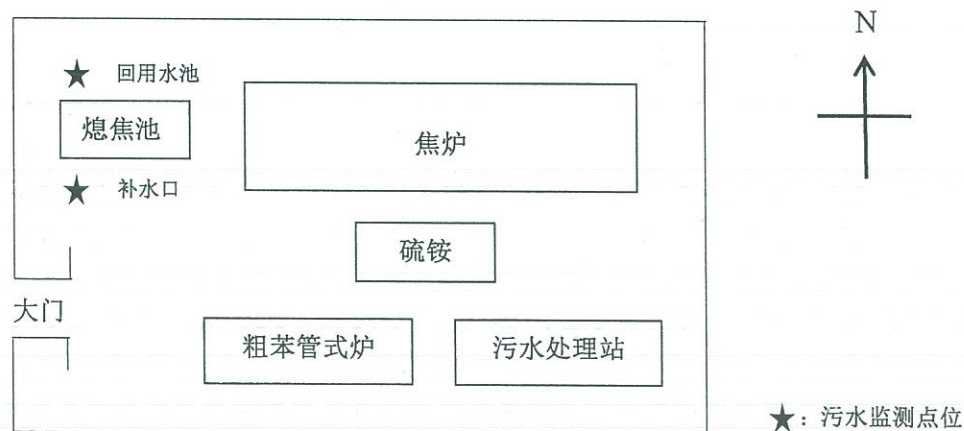 N
回用水池
熄焦池
焦炉
补水口
硫铵
大门
粗苯管式炉
污水处理站
★：污水监测点位